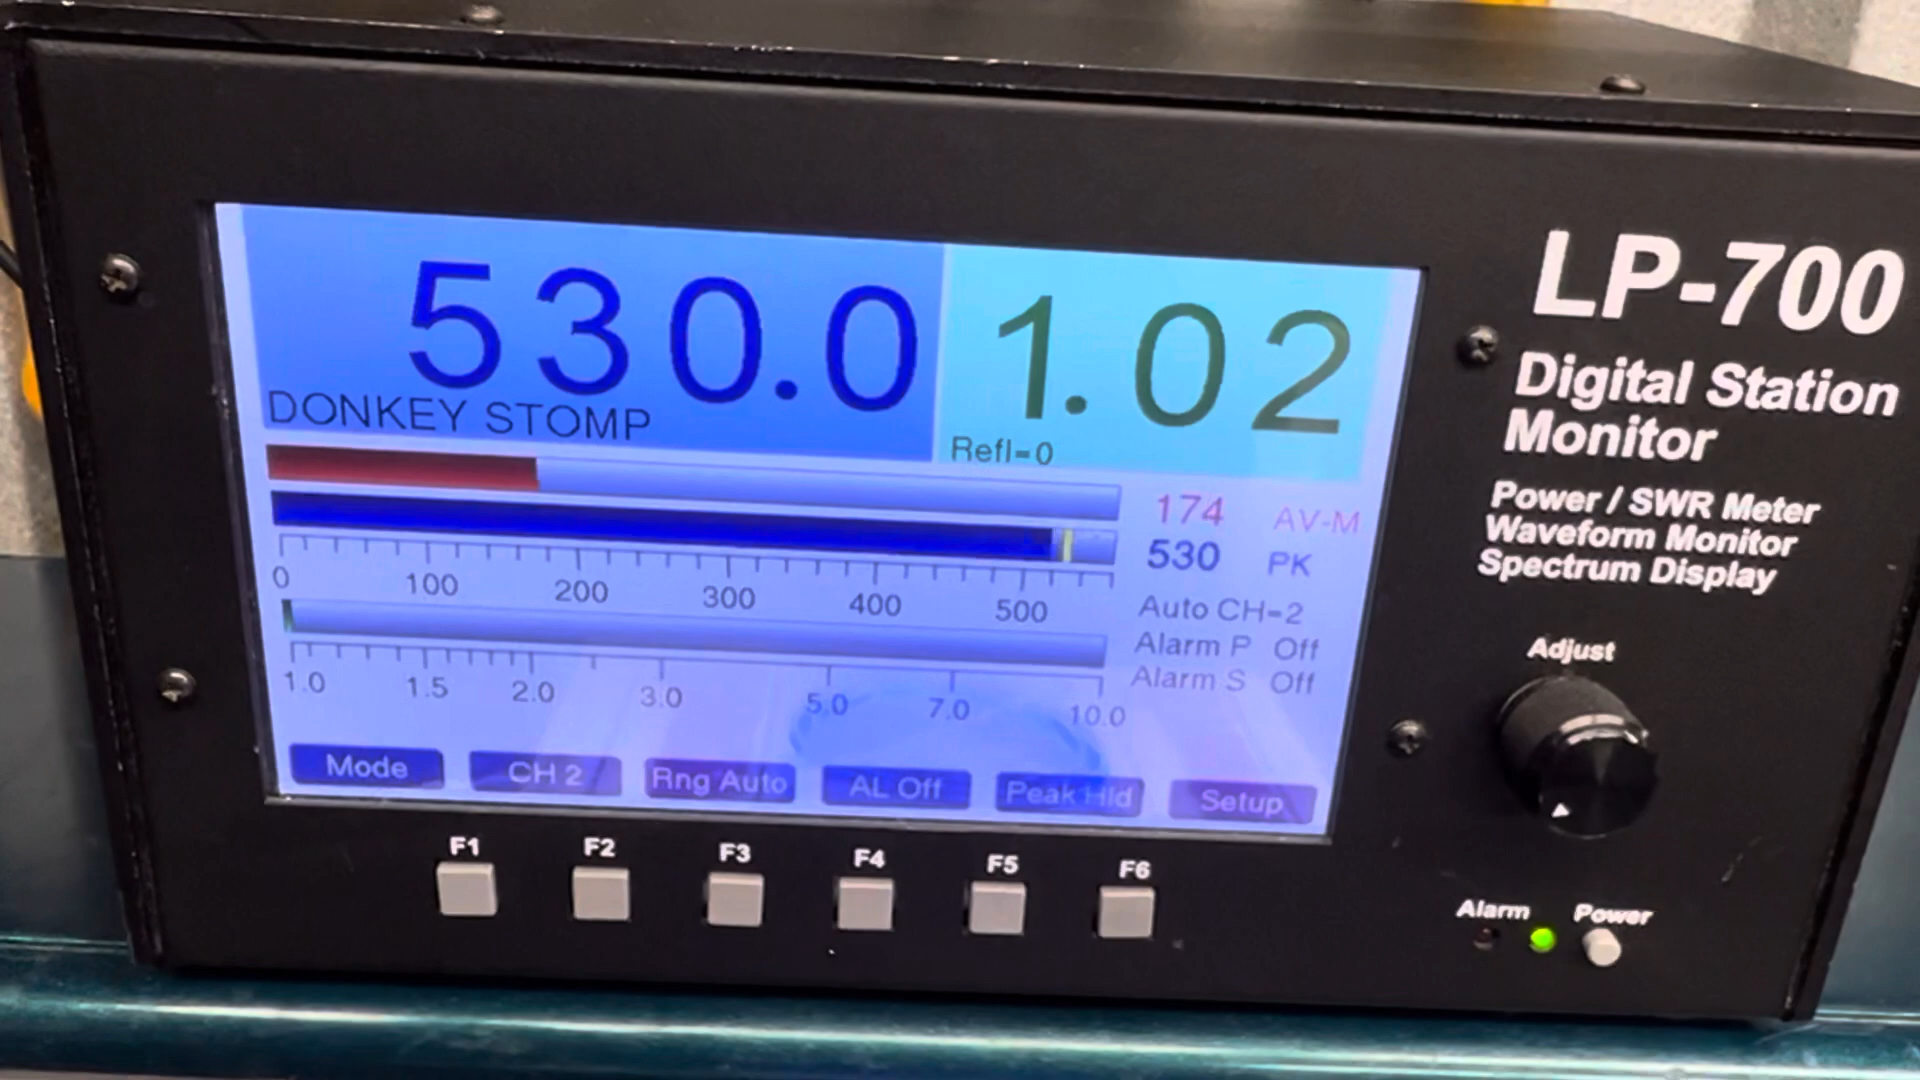 530.0
1.02
DONKEY STOMP
Refl=0
174 AV-M
530 PK
0 100 200 300 400 500
Auto CH=2
Alarm P Off
Alarm S Off
1.0 1.5 2.0 3.0 5.0 7.0 10.0
Mode CH 2 Rng Auto AL Off Peak Hld Setup
F1 F2 F3 F4 F5 F6
LP-700
Digital Station
Monitor
Power / SWR Meter
Waveform Monitor
Spectrum Display
Adjust
Alarm Power